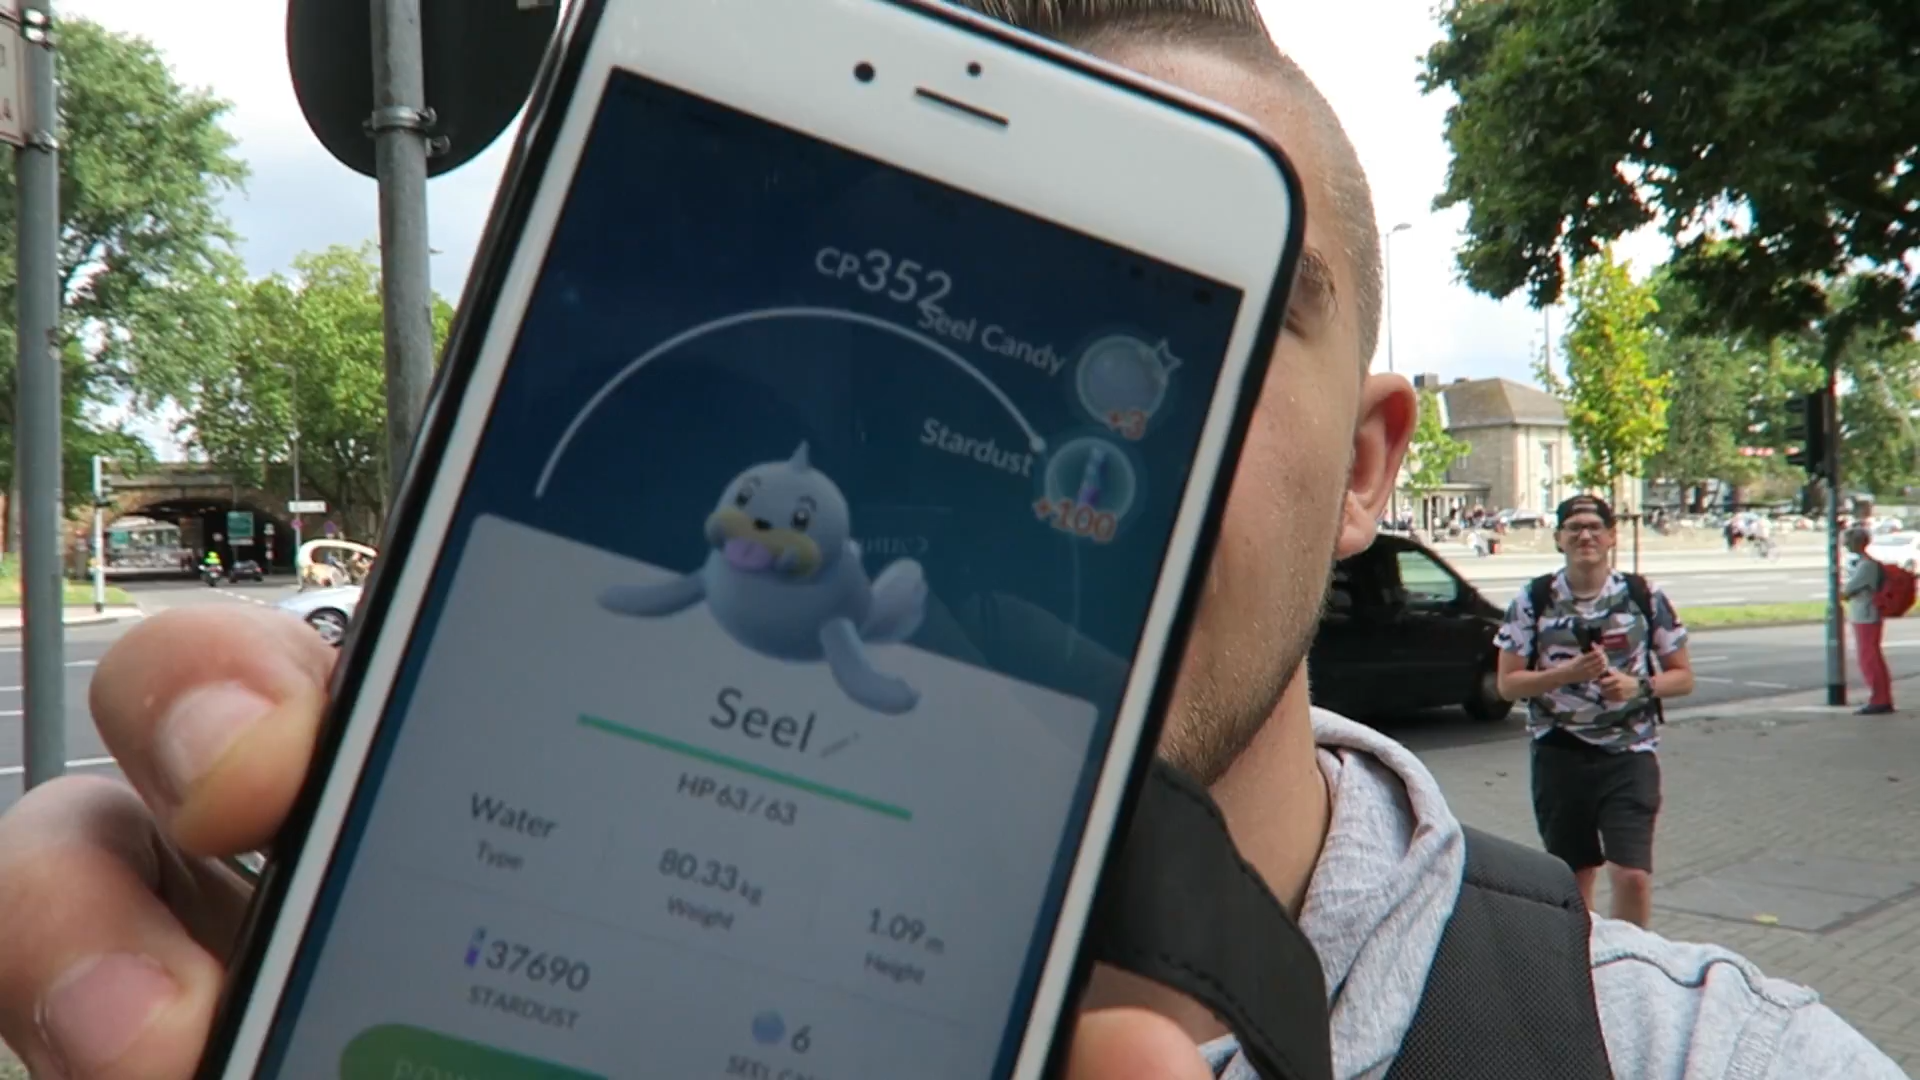 CP352
Seel Candy
+3
Stardust
+100
Seel
HP 63 / 63
Water
Type
80.33 kg
Weight
1.09 m
Height
37690
STARDUST
6
SEEL